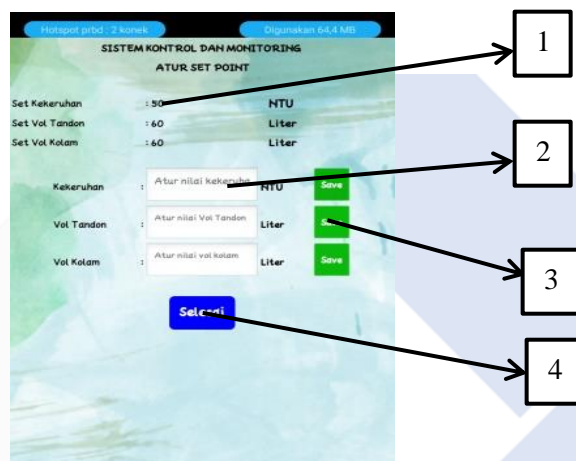 Hotspot prbd : 2 konek Digunakan 64,4 MB
SISTEM KONTROL DAN MONITORING
ATUR SET POINT
Set Kekeruhan : 50 NTU
Set Vol Tandon : 60 Liter
Set Vol Kolam : 60 Liter
Kekeruhan : Atur nilai kekeruha NTU Save
Vol Tandon : Atur nilai Vol Tandon Liter
Vol Kolam : Atur nilai vol kolam Liter Save
Selesai
1
2
3
4